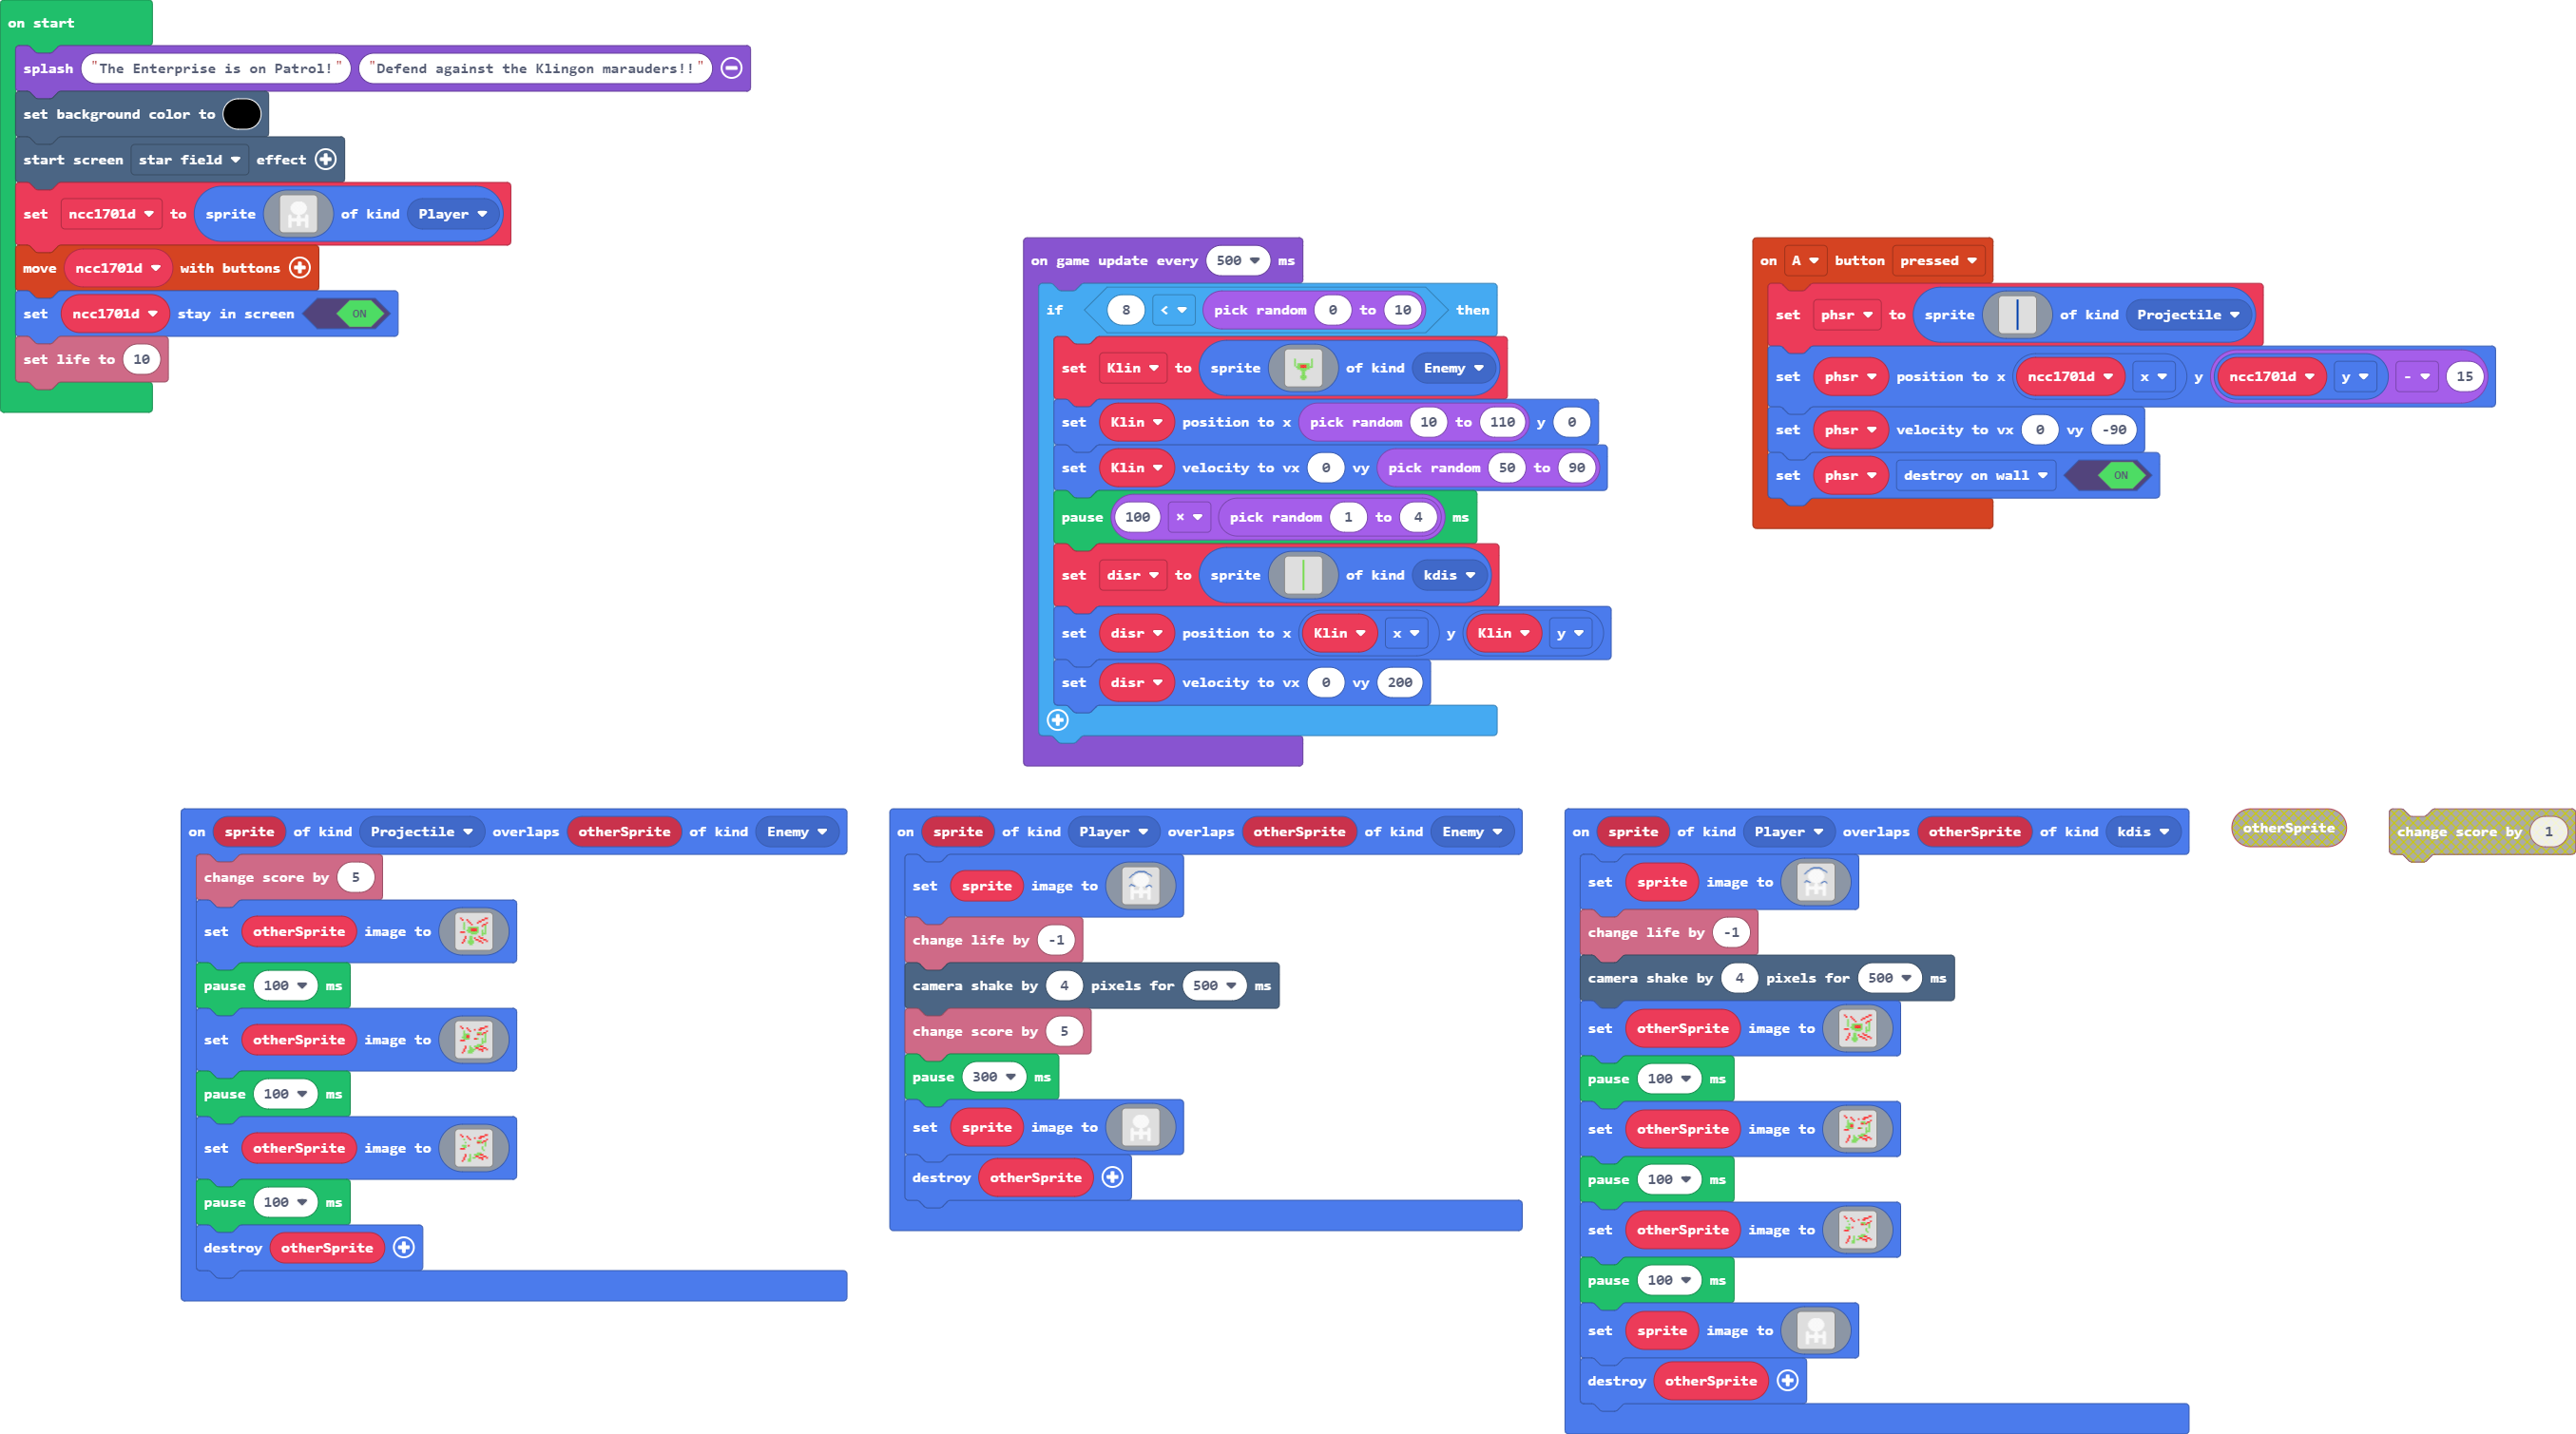 on start
splash "The Enterprise is on Patrol!" "Defend against the Klingon marauders!!"
set background color to
start screen star field effect
set ncc1701d to sprite of kind Player
move ncc1701d with buttons
set ncc1701d stay in screen ON
set life to 10
on game update every 500 ms
if 8 < pick random 0 to 10 then
set Klin to sprite of kind Enemy
set Klin position to x pick random 10 to 110 y 0
set Klin velocity to vx 0 vy pick random 50 to 90
pause 100 × pick random 1 to 4 ms
set disr to sprite of kind kdis
set disr position to x Klin x y Klin y
set disr velocity to vx 0 vy 200
on A button pressed
set phsr to sprite of kind Projectile
set phsr position to x ncc1701d x y ncc1701d y - 15
set phsr velocity to vx 0 vy -90
set phsr destroy on wall ON
on sprite of kind Projectile overlaps otherSprite of kind Enemy
change score by 5
set otherSprite image to
pause 100 ms
set otherSprite image to
pause 100 ms
set otherSprite image to
pause 100 ms
destroy otherSprite
on sprite of kind Player overlaps otherSprite of kind Enemy
set sprite image to
change life by -1
camera shake by 4 pixels for 500 ms
change score by 5
pause 300 ms
set sprite image to
destroy otherSprite
on sprite of kind Player overlaps otherSprite of kind kdis
set sprite image to
change life by -1
camera shake by 4 pixels for 500 ms
set otherSprite image to
pause 100 ms
set otherSprite image to
pause 100 ms
set otherSprite image to
pause 100 ms
set sprite image to
destroy otherSprite
otherSprite
change score by 1